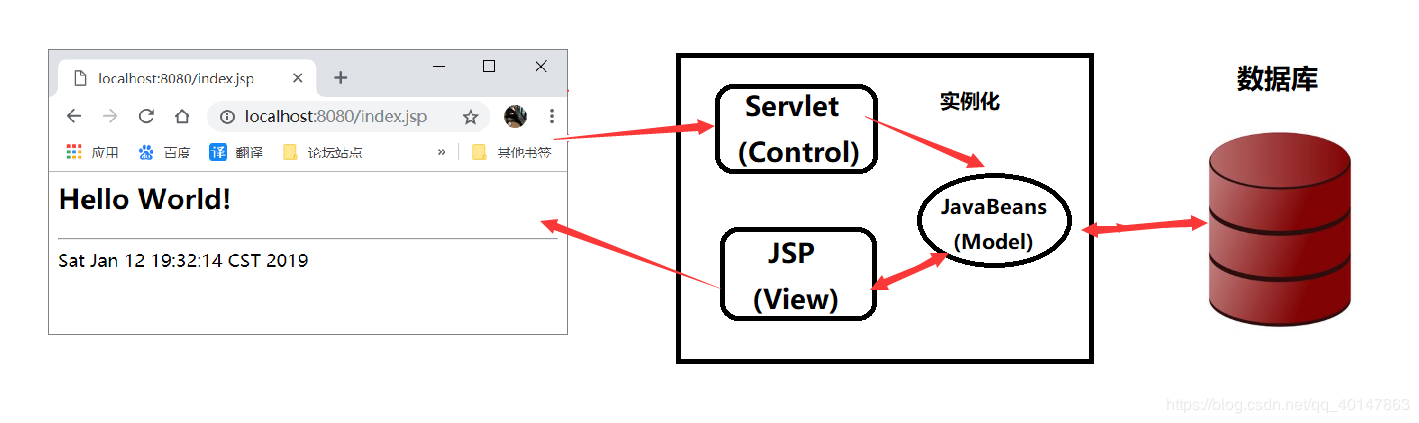 localhost:8080/index.jsp
localhost:8080/index.jsp
应用 百度 译 翻译 论坛站点 » 其他书签
Hello World!
Sat Jan 12 19:32:14 CST 2019
Servlet
(Control)
实例化
JavaBeans
(Model)
JSP
(View)
数据库
https://blog.csdn.net/qq_40147863